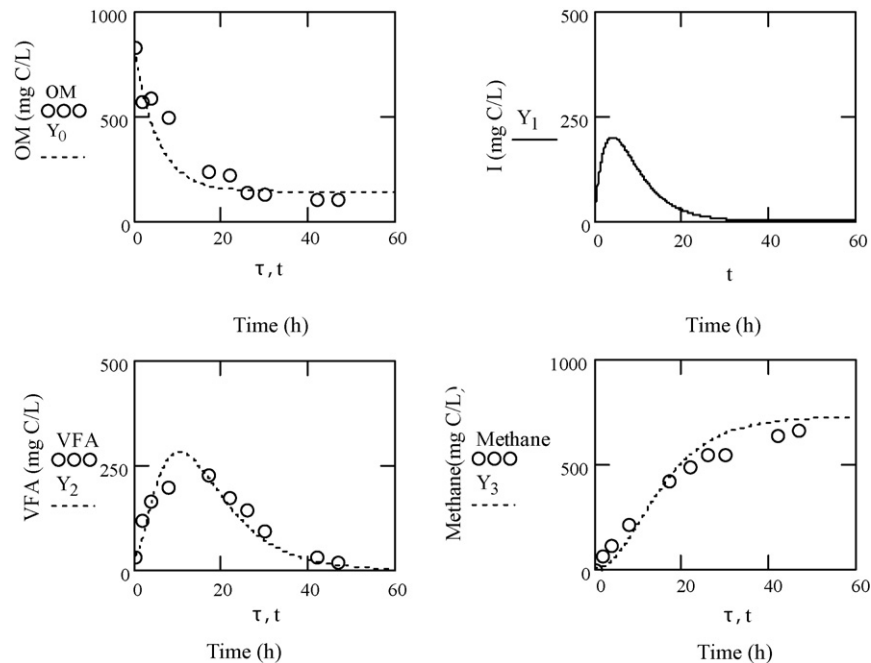 1000
500
0
0
20
40
60
OM (mg C/L)
OM
Y0
τ, t
Time (h)
500
250
0
0
20
40
60
I (mg C/L)
Y1
t
Time (h)
500
250
0
0
20
40
60
VFA (mg C/L)
VFA
Y2
τ, t
Time (h)
1000
500
0
0
20
40
60
Methane(mg C/L)
Methane
Y3
τ, t
Time (h)